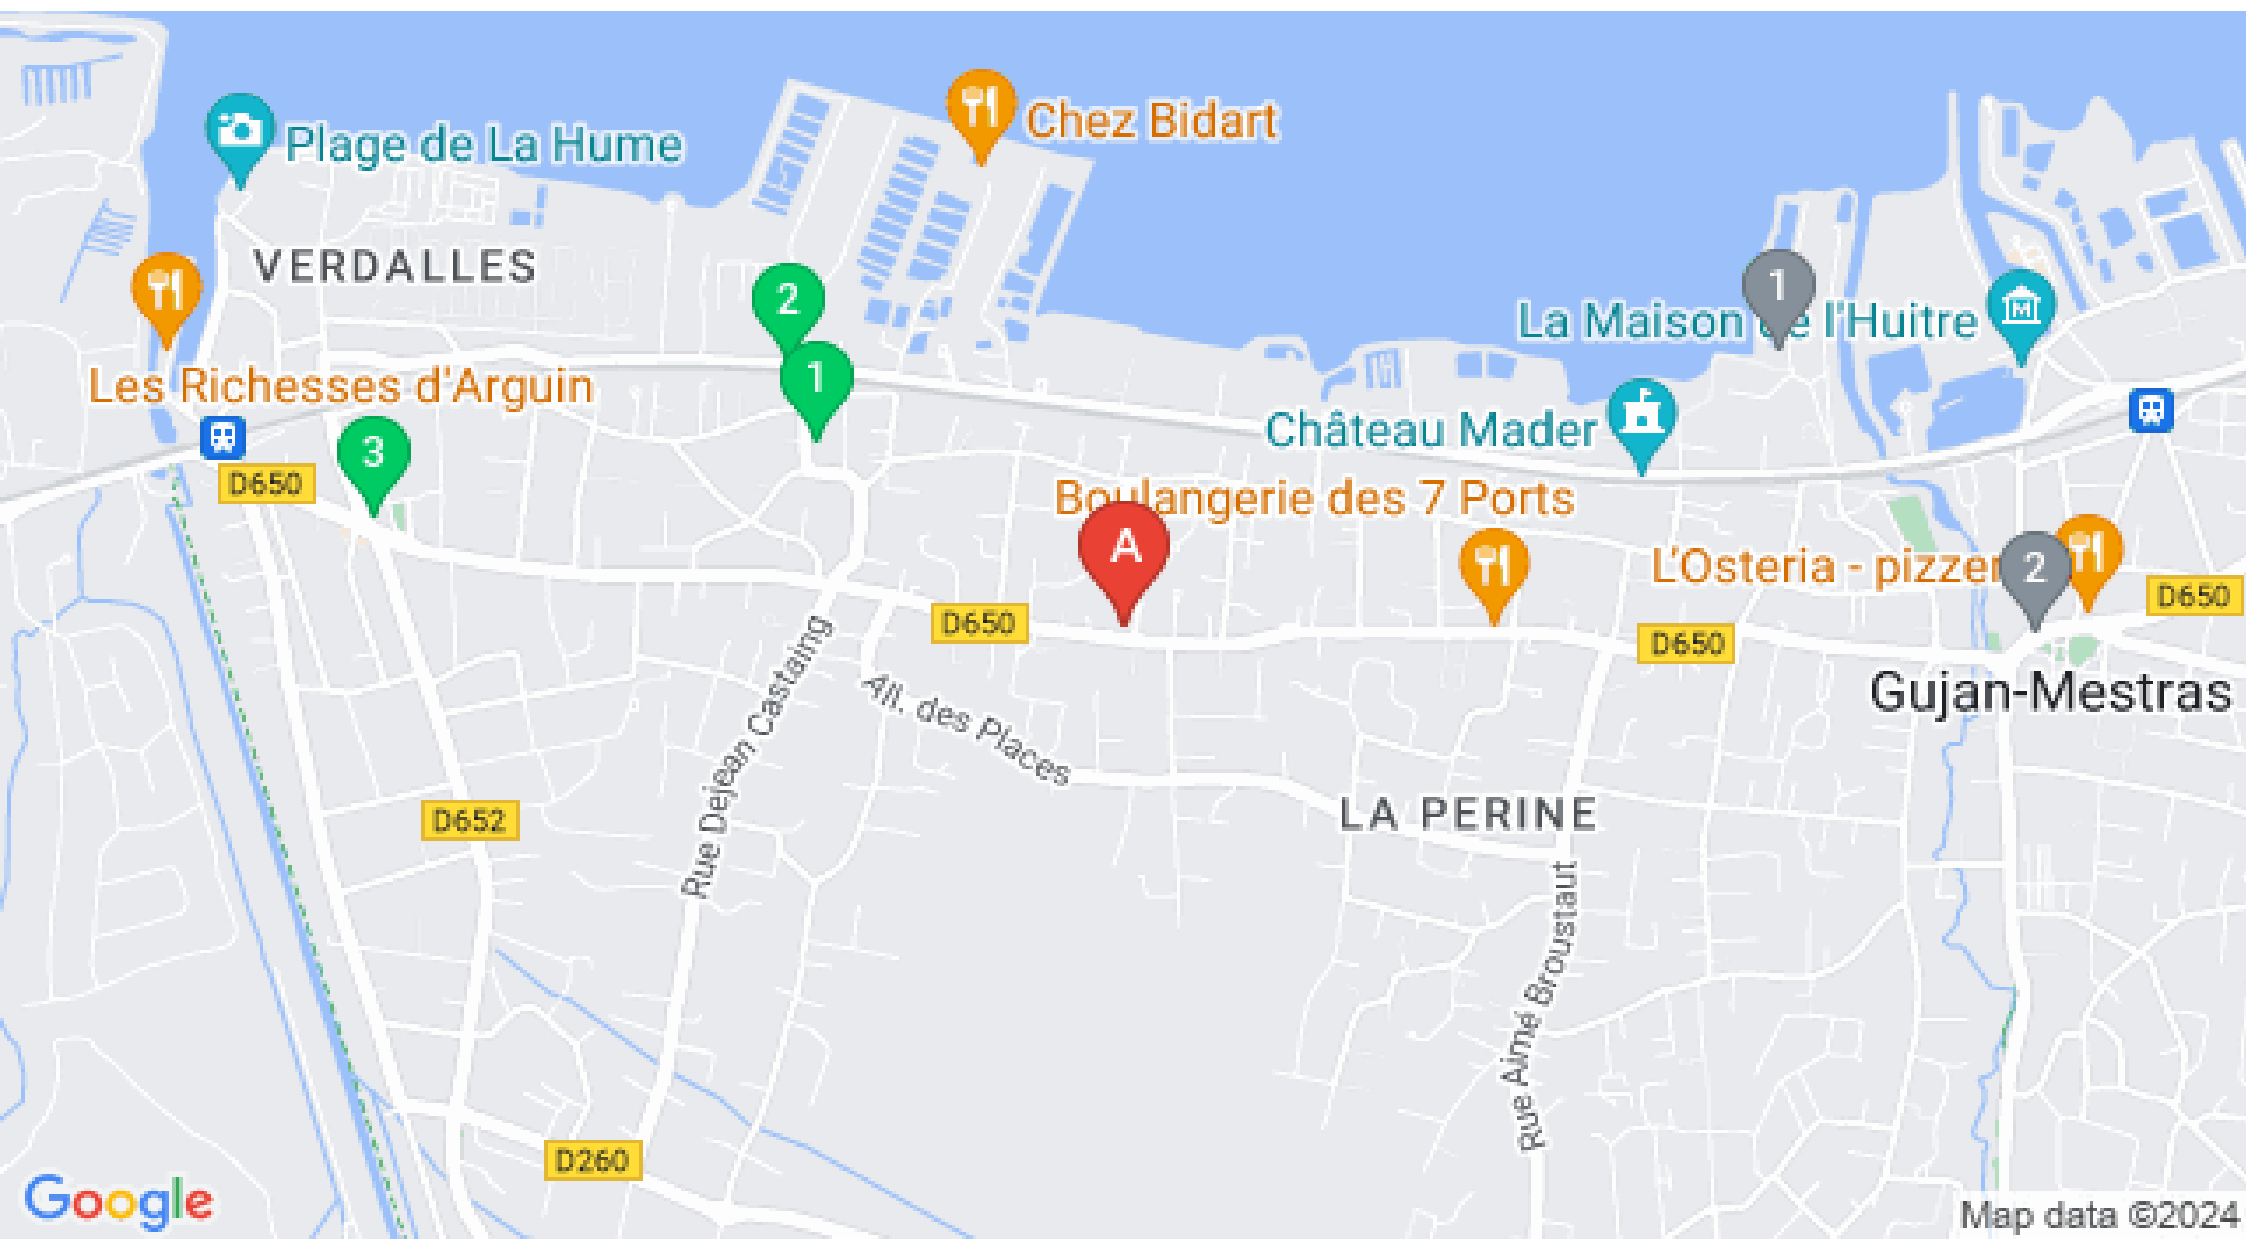 Chez Bidart
Plage de La Hume
VERDALLES
2
1
La Maison de l'Huitre
1
Les Richesses d'Arguin
Château Mader
3
D650
Boulangerie des 7 Ports
A
L'Osteria - pizzer
2
D650
D650
D650
Gujan-Mestras
Rue Dejean Castaing
All. des Places
LA PERINE
D652
Rue Aimé Broustaut
D260
Google
Map data ©2024